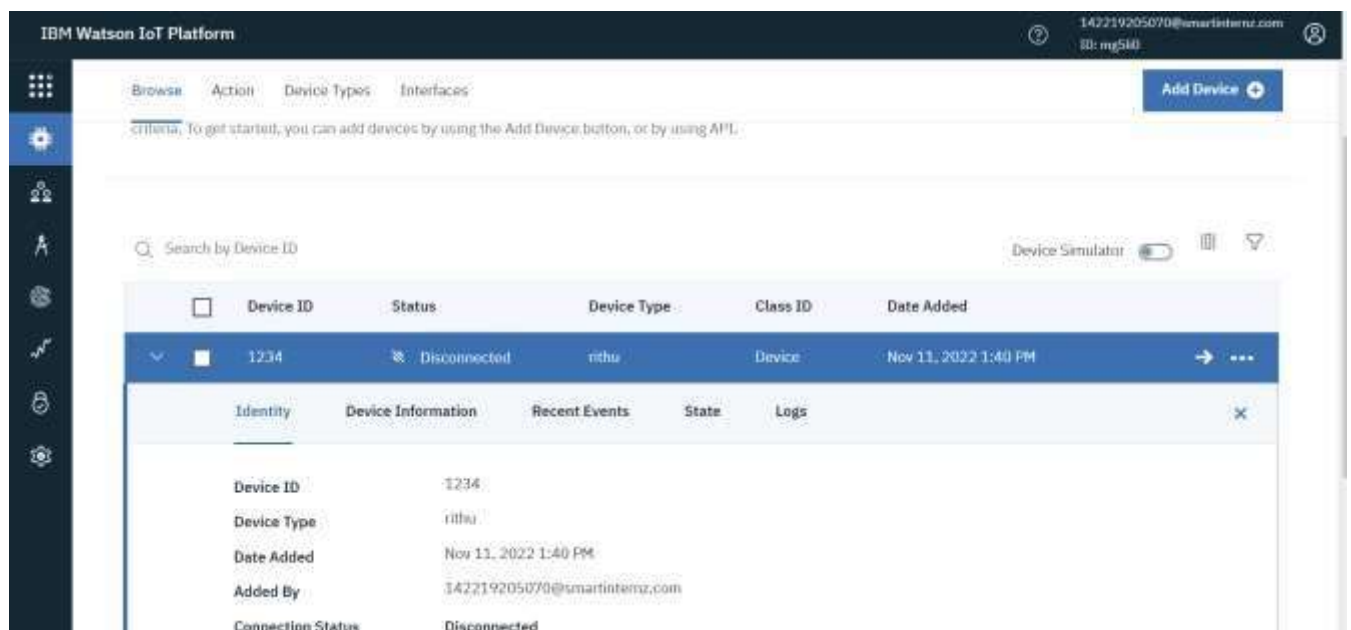 IBM Watson IoT Platform
142219205070@smartinternz.com
ID: mg5ki0
Browse Action Device Types Interfaces Add Device
criteria. To get started, you can add devices by using the Add Device button, or by using API.
Search by Device ID
Device Simulator
Device ID Status Device Type Class ID Date Added
1234 Disconnected rithu Device Nov 11, 2022 1:40 PM
Identity Device Information Recent Events State Logs
Device ID 1234
Device Type rithu
Date Added Nov 11, 2022 1:40 PM
Added By 142219205070@smartinternz.com
Connection Status Disconnected